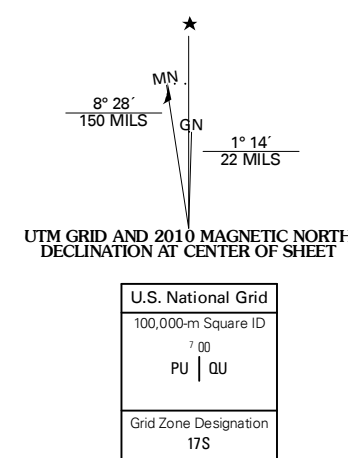 ★
MN
8° 28´
150 MILS
GN
1° 14´
22 MILS
UTM GRID AND 2010 MAGNETIC NORTH
DECLINATION AT CENTER OF SHEET
U.S. National Grid
100,000-m Square ID
7 00
PU QU
Grid Zone Designation
17S